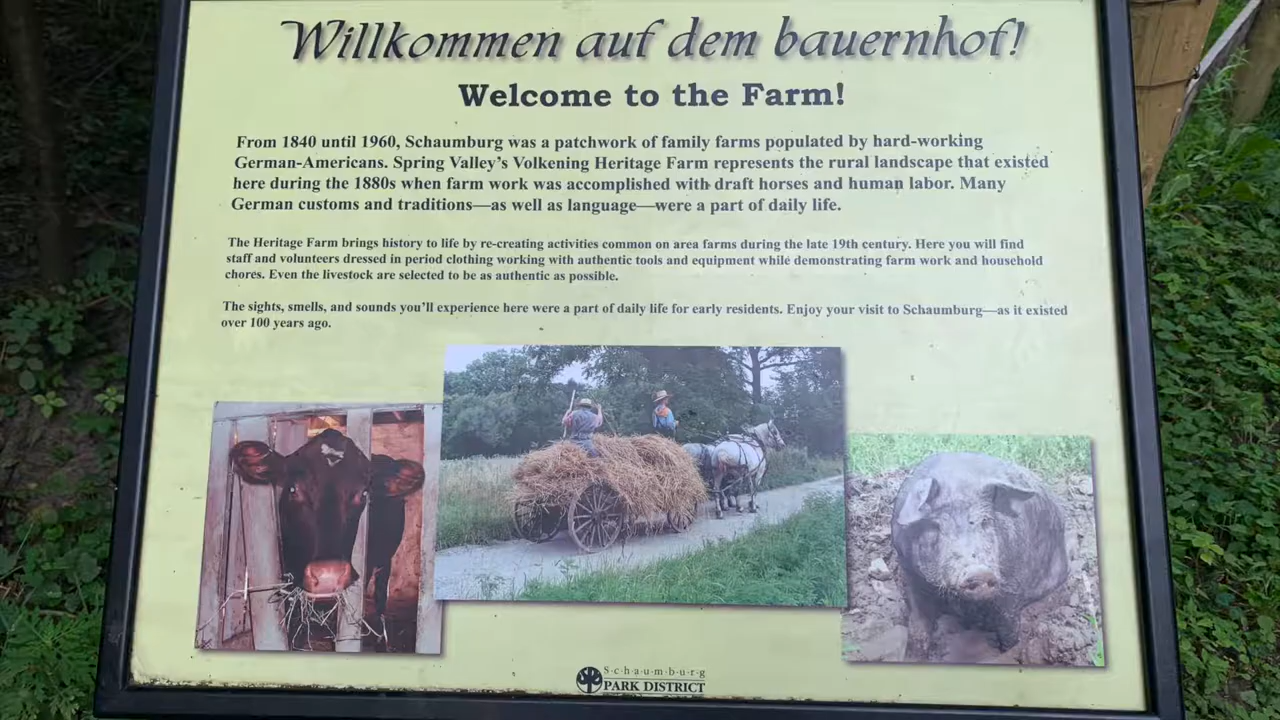 Willkommen auf dem bauernhof!
Welcome to the Farm!
From 1840 until 1960, Schaumburg was a patchwork of family farms populated by hard-working
German-Americans. Spring Valley's Volkening Heritage Farm represents the rural landscape that existed
here during the 1880s when farm work was accomplished with draft horses and human labor. Many
German customs and traditions—as well as language—were a part of daily life.
The Heritage Farm brings history to life by re-creating activities common on area farms during the late 19th century. Here you will find
staff and volunteers dressed in period clothing working with authentic tools and equipment while demonstrating farm work and household
chores. Even the livestock are selected to be as authentic as possible.
The sights, smells, and sounds you'll experience here were a part of daily life for early residents. Enjoy your visit to Schaumburg—as it existed
over 100 years ago.
S·c·h·a·u·m·b·u·r·g
PARK DISTRICT